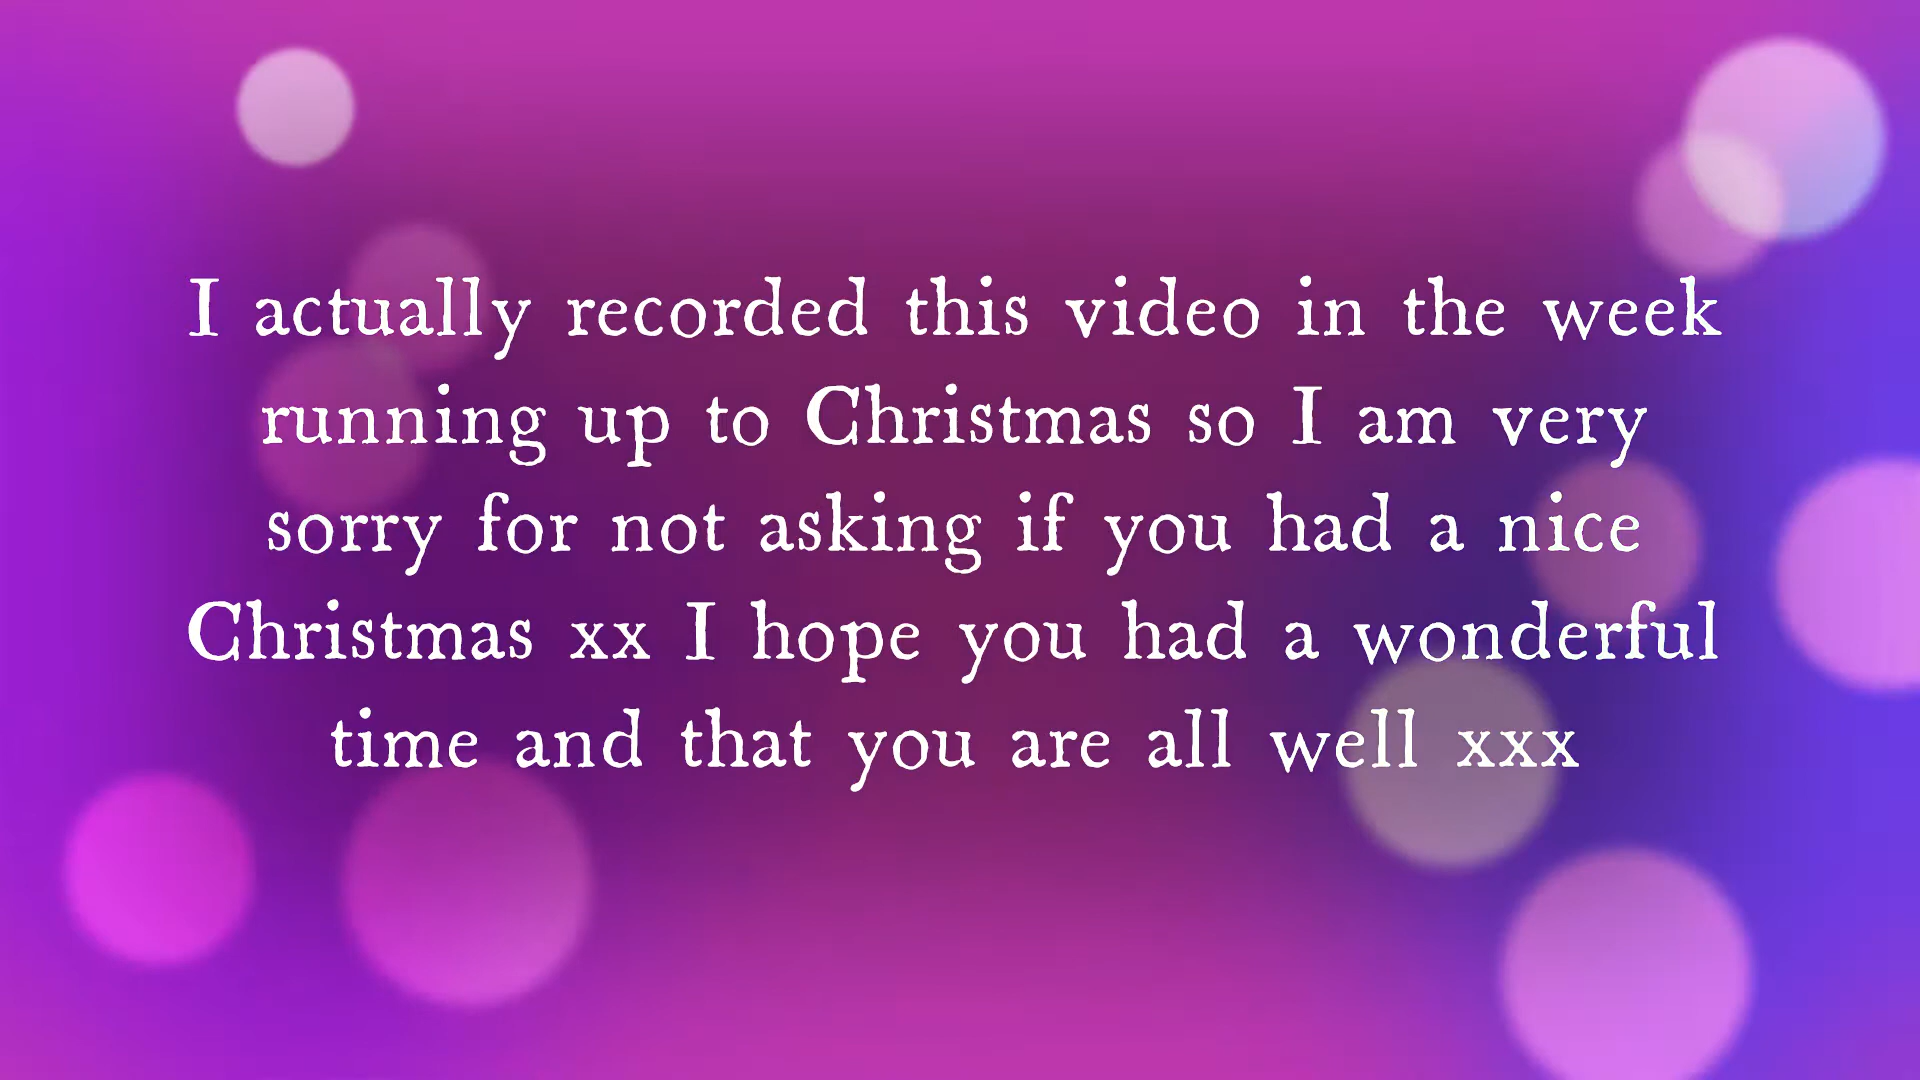 I actually recorded this video in the week
running up to Christmas so I am very
sorry for not asking if you had a nice
Christmas xx I hope you had a wonderful
time and that you are all well xxx